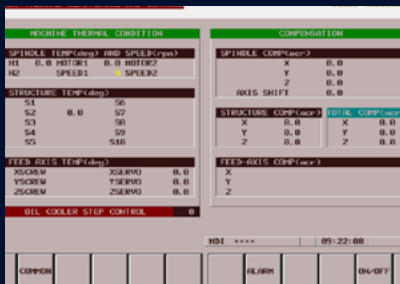 MACHINE THERMAL CONDITION
SPINDLE TEMP(deg) AND SPEED(rpm)
H1 0.0 MOTOR1 0.0 MOTOR2
H2 SPEED1 0 SPEED2
STRUCTURE TEMP(deg)
S1 S6
S2 0.0 S7
S3 S8
S4 S9
S5 S10
FEED AXIS TEMP(deg)
XSCREW XSERVO 0.0
YSCREW YSERVO 0.0
ZSCREW ZSERVO 0.0
OIL COOLER STEP CONTROL 0
COMPENSATION
SPINDLE COMP(mcr)
X 0.0
Y 0.0
Z 0.0
AXIS SHIFT 0.0
STRUCTURE COMP(mcr)
X 0.0
Y 0.0
Z 0.0
TOTAL COMP(mcr
X 0.0
Y 0.0
Z 0.0
FEED-AXIS COMP(mcr)
X
Y
Z
MDI **** 09:22:08
COMMON ALARM ON/OFF